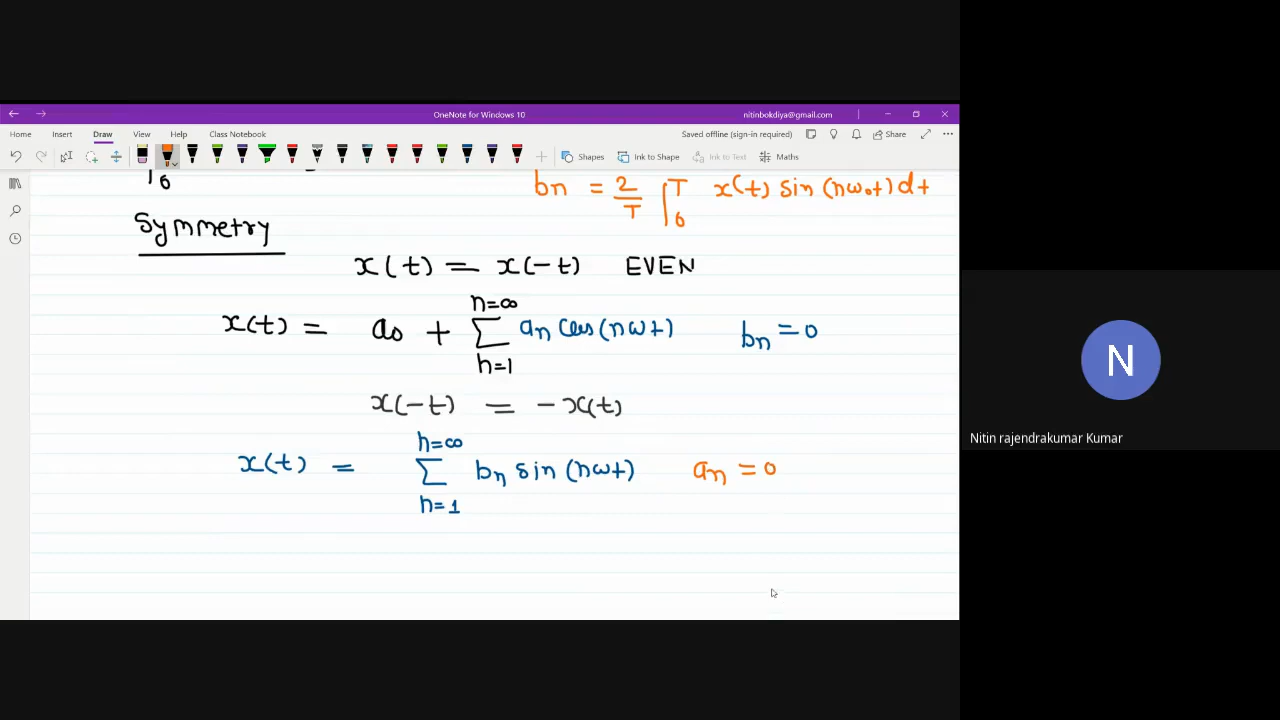 OneNote for Windows 10
nitinbokdiya@gmail.com
Home Insert Draw View Help Class Notebook
Saved offline (sign-in required) Share
Shapes Ink to Shape Ink to Text Maths
6
bn = 2/T ∫₀ᵀ x(t) sin (nω₀t) dt
Symmetry
x(t) = x(-t) EVEN
x(t) = a₀ + ∑ₙ₌₁ⁿ⁼∞ aₙ cos(nωt) bₙ = 0
x(-t) = -x(t)
x(t) = ∑ₙ₌₁ⁿ⁼∞ bₙ sin (nωt) aₙ = 0
N
Nitin rajendrakumar Kumar